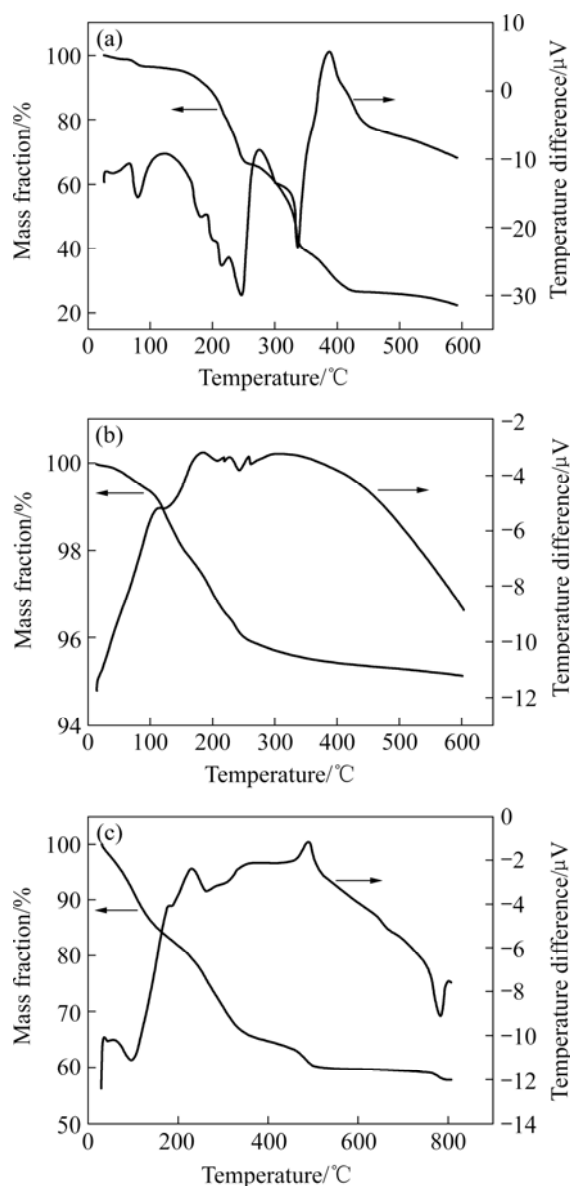 (a)
100
80
60
40
20
10
0
−10
−20
−30
0 100 200 300 400 500 600
Mass fraction/%
Temperature difference/μV
Temperature/℃
(b)
100
98
96
94
−2
−4
−6
−8
−10
−12
0 100 200 300 400 500 600
Mass fraction/%
Temperature difference/μV
Temperature/℃
(c)
100
90
80
70
60
50
0
−2
−4
−6
−8
−10
−12
−14
0 200 400 600 800
Mass fraction/%
Temperature difference/μV
Temperature/℃